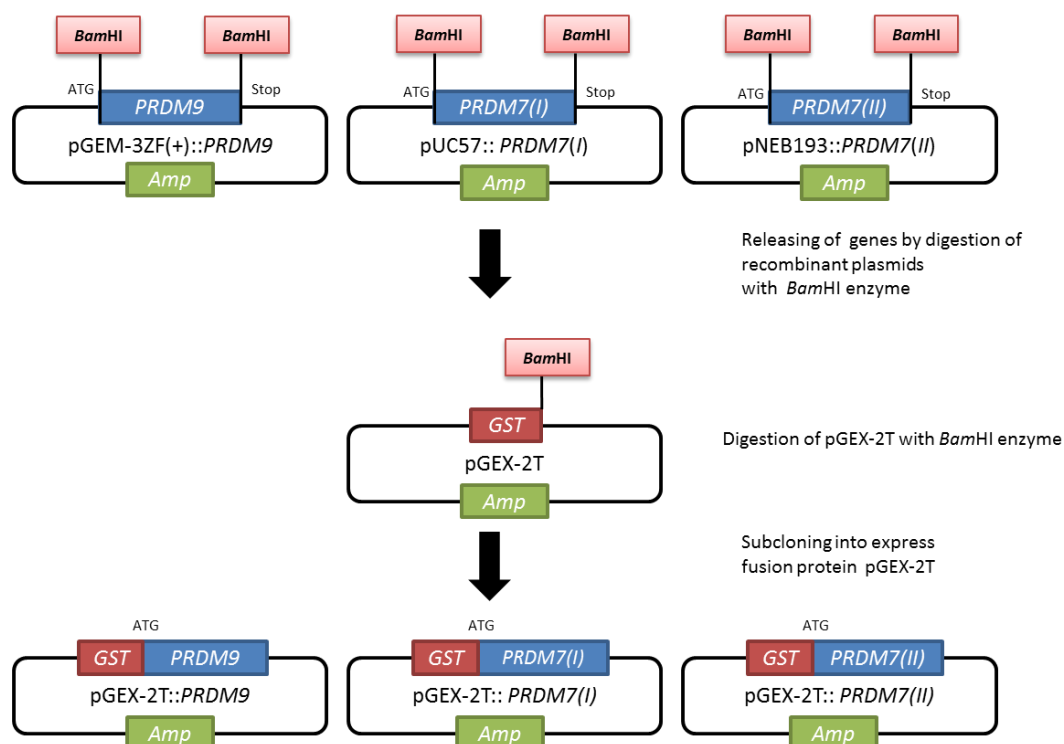 BamHI BamHI BamHI BamHI BamHI BamHI
ATG PRDM9 Stop ATG PRDM7(I) Stop ATG PRDM7(II) Stop
pGEM-3ZF(+)::PRDM9 pUC57:: PRDM7(I) pNEB193::PRDM7(II)
Amp Amp Amp
Releasing of genes by digestion of
recombinant plasmids
with BamHI enzyme
BamHI
GST
pGEX-2T
Amp
Digestion of pGEX-2T with BamHI enzyme
Subcloning into express
fusion protein pGEX-2T
ATG ATG ATG
GST PRDM9 GST PRDM7(I) GST PRDM7(II)
pGEX-2T::PRDM9 pGEX-2T:: PRDM7(I) pGEX-2T:: PRDM7(II)
Amp Amp Amp